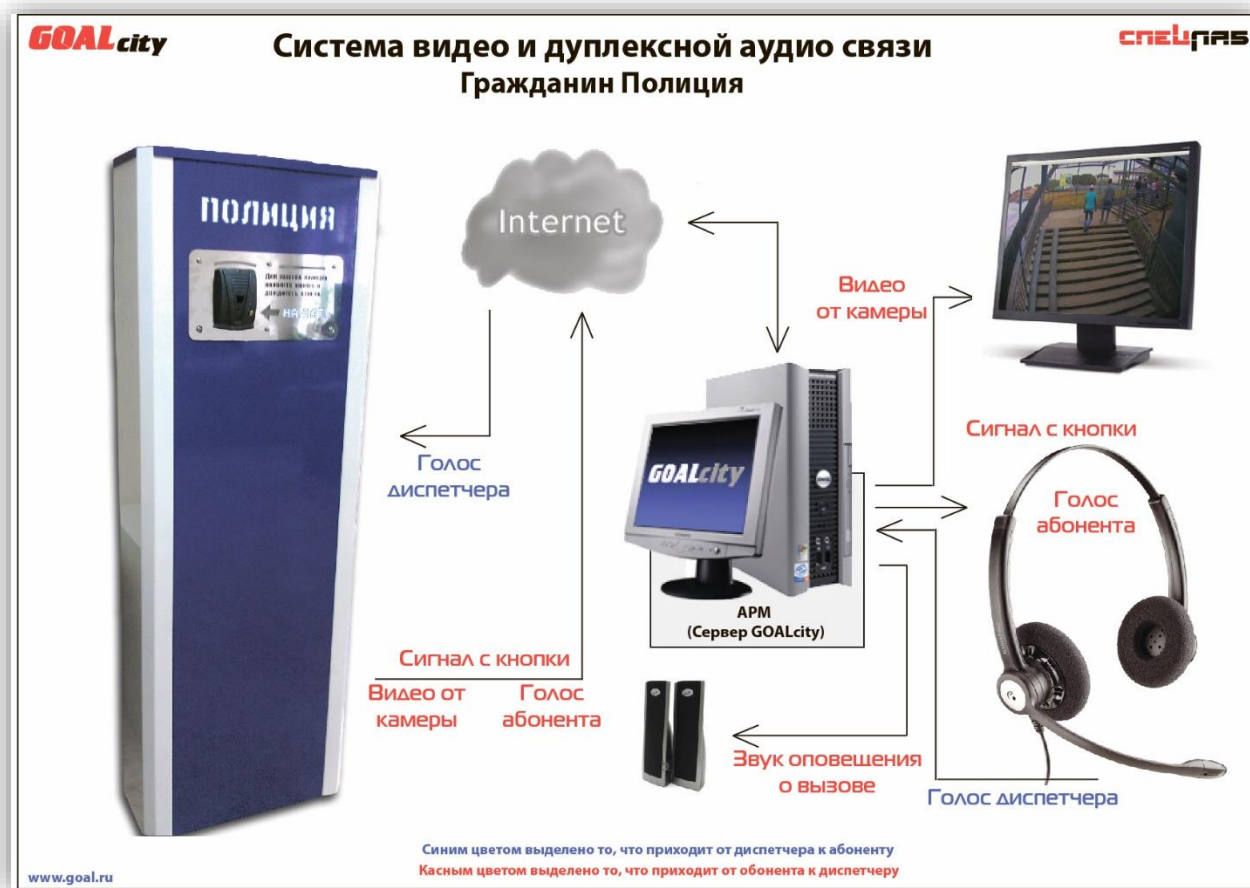 GOALcity
Система видео и дуплексной аудио связи
Гражданин Полиция
спецлаб
ПОЛИЦИЯ
Internet
Видео
от камеры
Голос
диспетчера
Сигнал с кнопки
Голос
абонента
GOALcity
АРМ
(Сервер GOALcity)
Сигнал с кнопки
Видео от
камеры
Голос
абонента
Звук оповещения
о вызове
Голос диспетчера
Синим цветом выделено то, что приходит от диспетчера к абоненту
Касным цветом выделено то, что приходит от обонента к диспетчеру
www.goal.ru